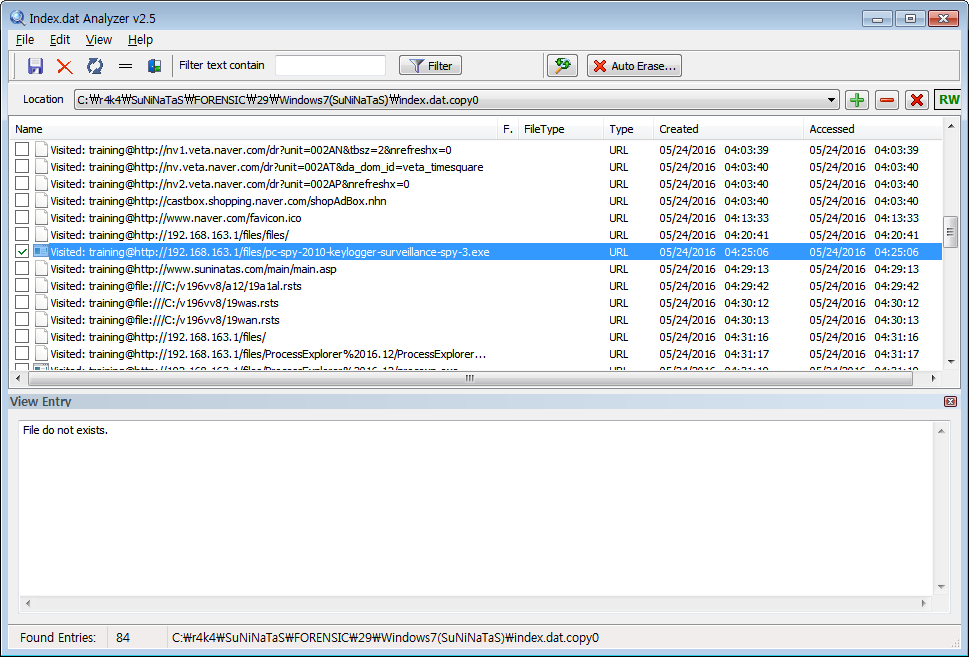 Index.dat Analyzer v2.5
File Edit View Help
Filter text contain Filter Auto Erase...
Location C:₩r4k4₩SuNiNaTaS₩FORENSIC₩29₩Windows7(SuNiNaTaS)₩index.dat.copy0 RW
Name F. FileType Type Created Accessed
Visited: training@http://nv1.veta.naver.com/dr?unit=002AN&tbsz=2&nrefreshx=0 URL 05/24/2016 04:03:39 05/24/2016 04:03:39
Visited: training@http://nv.veta.naver.com/dr?unit=002AT&da_dom_id=veta_timesquare URL 05/24/2016 04:03:40 05/24/2016 04:03:40
Visited: training@http://nv2.veta.naver.com/dr?unit=002AP&nrefreshx=0 URL 05/24/2016 04:03:40 05/24/2016 04:03:40
Visited: training@http://castbox.shopping.naver.com/shopAdBox.nhn URL 05/24/2016 04:03:40 05/24/2016 04:03:40
Visited: training@http://www.naver.com/favicon.ico URL 05/24/2016 04:13:33 05/24/2016 04:13:33
Visited: training@http://192.168.163.1/files/files/ URL 05/24/2016 04:20:41 05/24/2016 04:20:41
Visited: training@http://192.168.163.1/files/pc-spy-2010-keylogger-surveillance-spy-3.exe URL 05/24/2016 04:25:06 05/24/2016 04:25:06
Visited: training@http://www.suninatas.com/main/main.asp URL 05/24/2016 04:29:13 05/24/2016 04:29:13
Visited: training@file:///C:/v196vv8/a12/19a1al.rsts URL 05/24/2016 04:29:42 05/24/2016 04:29:42
Visited: training@file:///C:/v196vv8/19was.rsts URL 05/24/2016 04:30:12 05/24/2016 04:30:12
Visited: training@file:///C:/v196vv8/19wan.rsts URL 05/24/2016 04:30:13 05/24/2016 04:30:13
Visited: training@http://192.168.163.1/files/ URL 05/24/2016 04:31:16 05/24/2016 04:31:16
Visited: training@http://192.168.163.1/files/ProcessExplorer%2016.12/ProcessExplorer... URL 05/24/2016 04:31:17 05/24/2016 04:31:17
View Entry
File do not exists.
Found Entries: 84 C:₩r4k4₩SuNiNaTaS₩FORENSIC₩29₩Windows7(SuNiNaTaS)₩index.dat.copy0